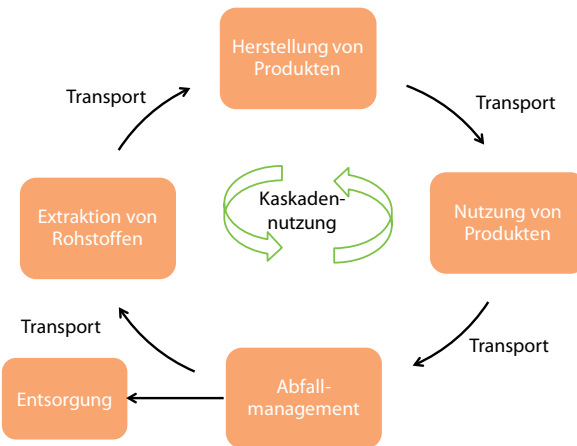 Herstellung von
Produkten
Transport
Transport
Extraktion von
Rohstoffen
Kaskaden-
nutzung
Nutzung von
Produkten
Transport
Transport
Entsorgung
Abfall-
management